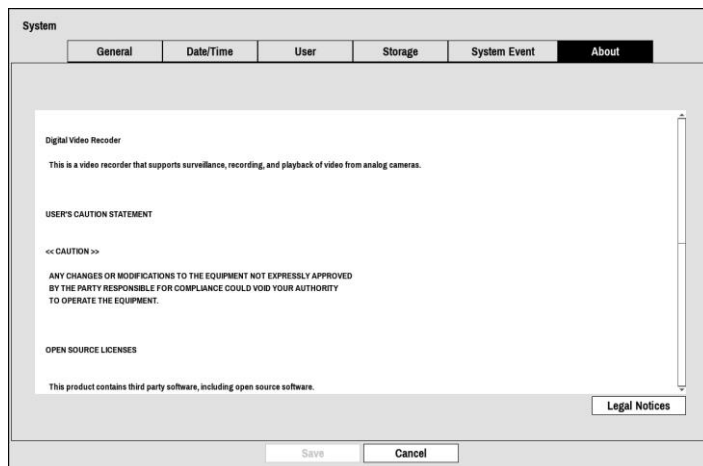 System
General
Date/Time
User
Storage
System Event
About
Digital Video Recoder
This is a video recorder that supports surveillance, recording, and playback of video from analog cameras.
USER'S CAUTION STATEMENT
<< CAUTION >>
ANY CHANGES OR MODIFICATIONS TO THE EQUIPMENT NOT EXPRESSLY APPROVED
BY THE PARTY RESPONSIBLE FOR COMPLIANCE COULD VOID YOUR AUTHORITY
TO OPERATE THE EQUIPMENT.
OPEN SOURCE LICENSES
This product contains third party software, including open source software.
Legal Notices
Save
Cancel